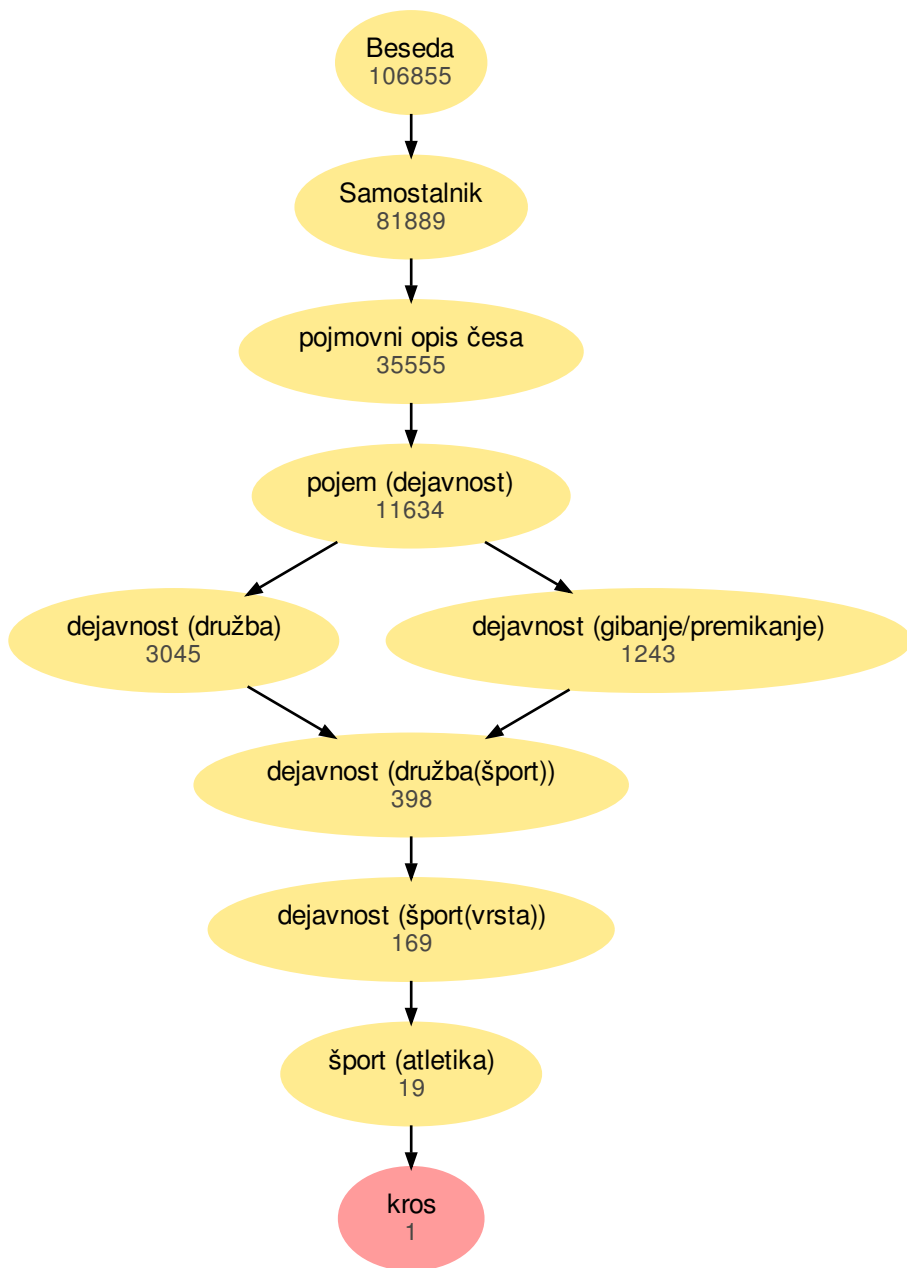 Beseda
106855
Samostalnik
81889
pojmovni opis česa
35555
pojem (dejavnost)
11634
dejavnost (družba)
3045
dejavnost (gibanje/premikanje)
1243
dejavnost (družba(šport))
398
dejavnost (šport(vrsta))
169
šport (atletika)
19
kros
1